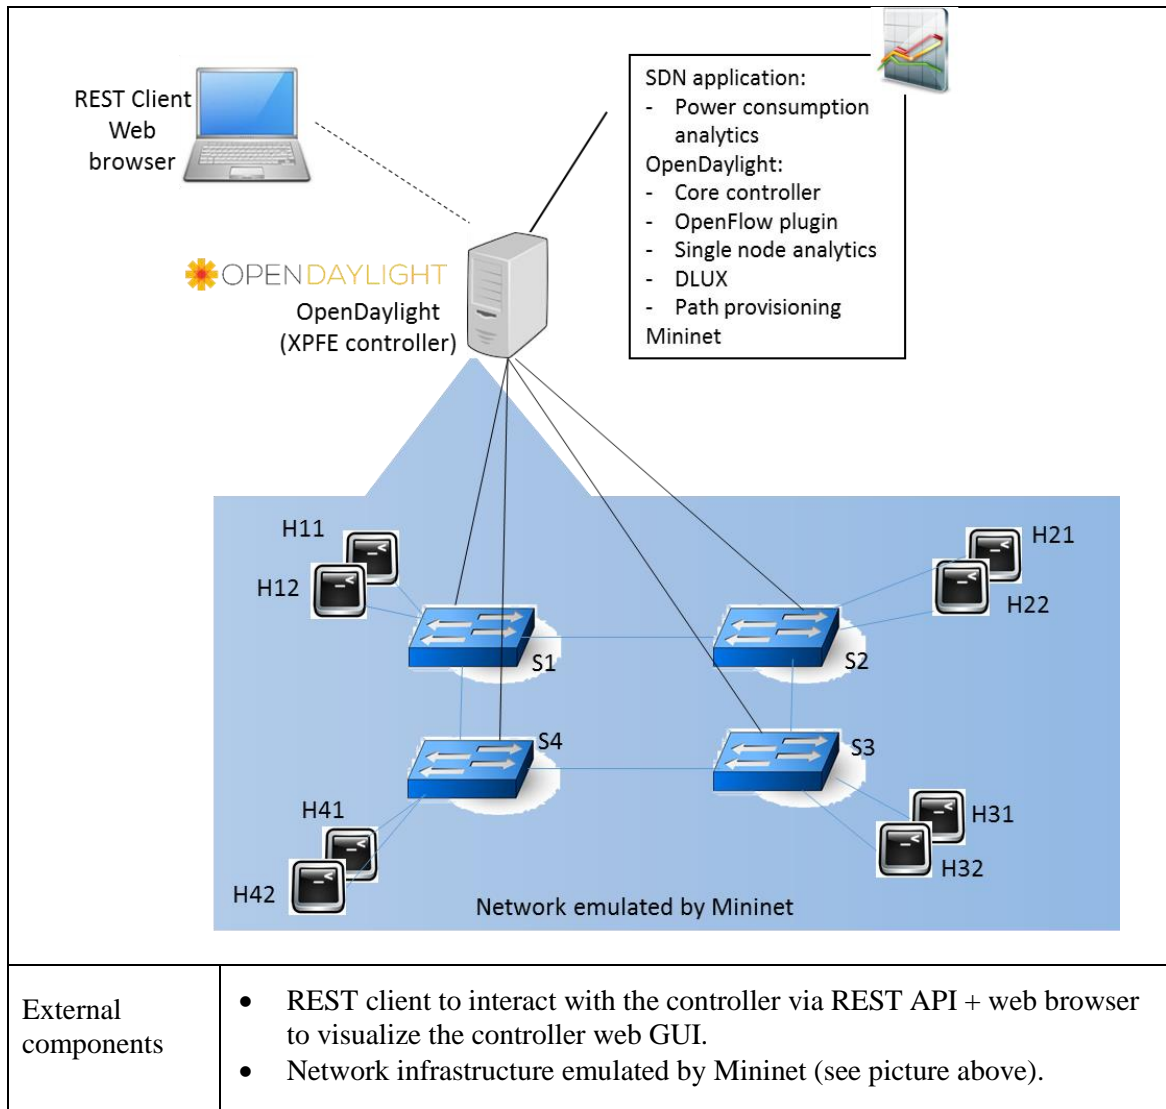 REST Client
Web
browser
SDN application:
- Power consumption
analytics
OpenDaylight:
- Core controller
- OpenFlow plugin
- Single node analytics
- DLUX
- Path provisioning
Mininet
OPENDAYLIGHT
OpenDaylight
(XPFE controller)
H11
H12
H21
H22
S1
S2
S4
S3
H41
H42
H31
H32
Network emulated by Mininet
External
components
• REST client to interact with the controller via REST API + web browser
to visualize the controller web GUI.
• Network infrastructure emulated by Mininet (see picture above).